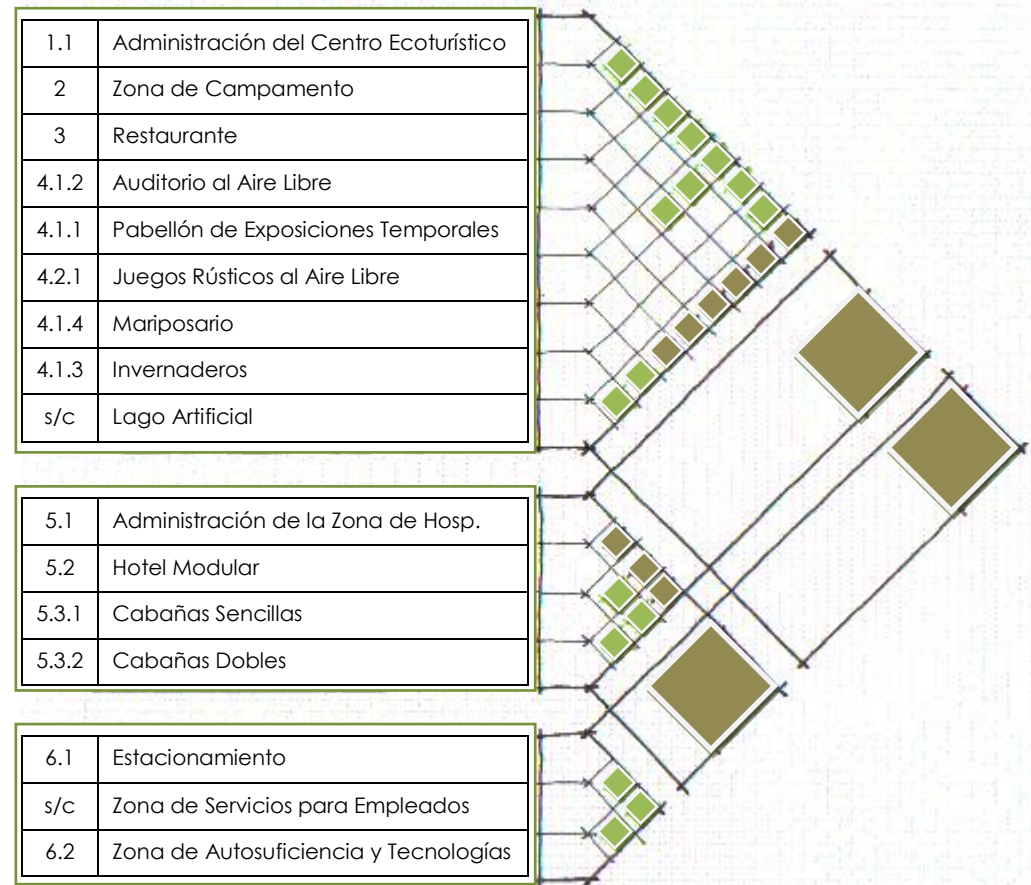 1.1 Administración del Centro Ecoturístico
2 Zona de Campamento
3 Restaurante
4.1.2 Auditorio al Aire Libre
4.1.1 Pabellón de Exposiciones Temporales
4.2.1 Juegos Rústicos al Aire Libre
4.1.4 Mariposario
4.1.3 Invernaderos
s/c Lago Artificial
5.1 Administración de la Zona de Hosp.
5.2 Hotel Modular
5.3.1 Cabañas Sencillas
5.3.2 Cabañas Dobles
6.1 Estacionamiento
s/c Zona de Servicios para Empleados
6.2 Zona de Autosuficiencia y Tecnologías